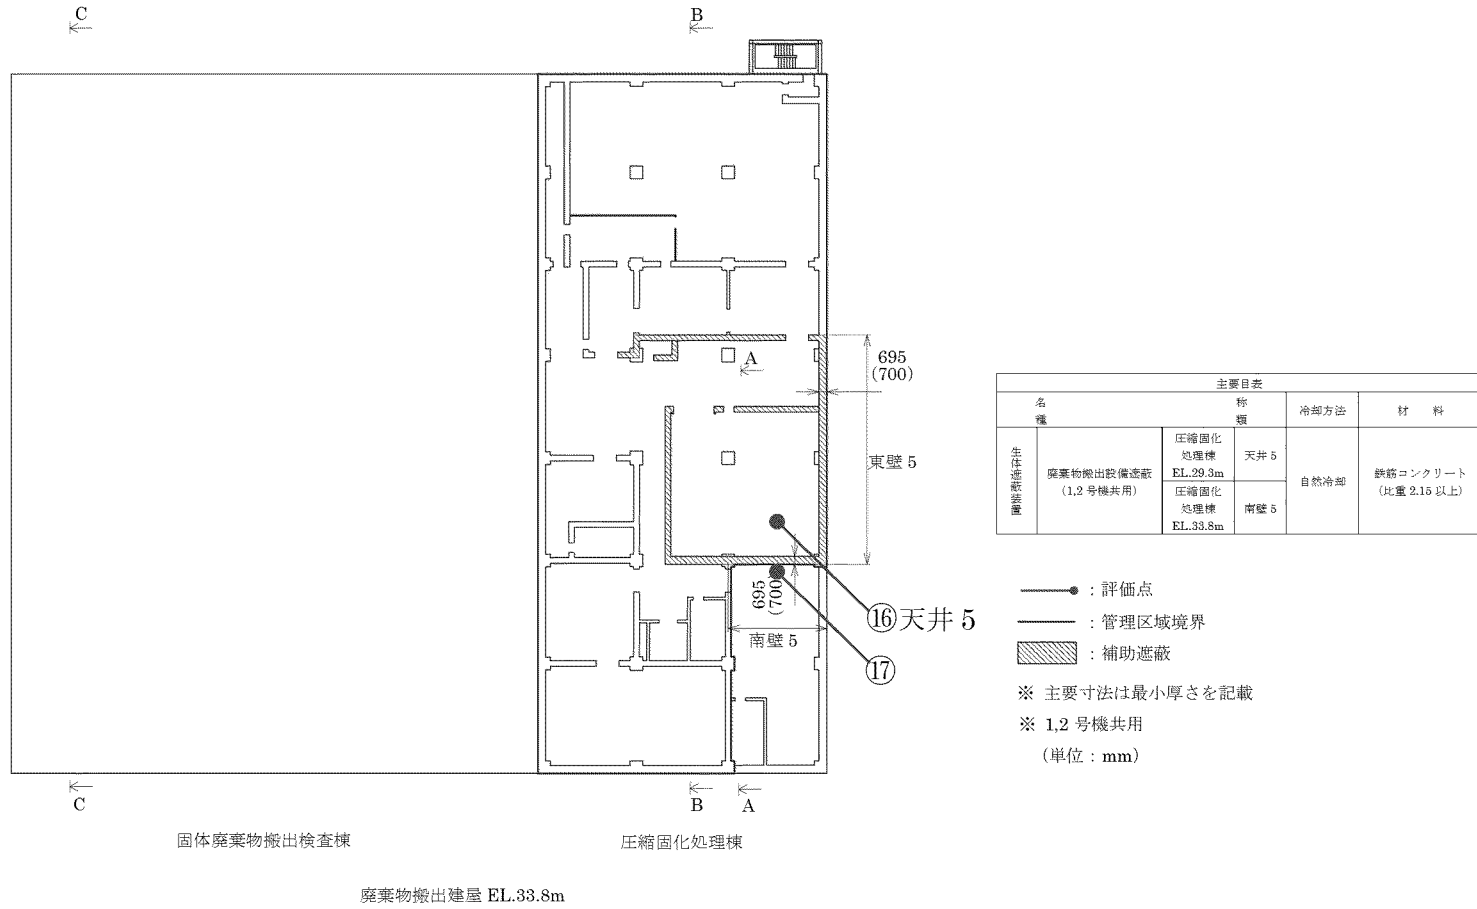 C
B
A
695
(700)
東壁 5
695
(700)
南壁 5
⑯天井 5
⑰
C
B
A
固体廃棄物搬出検査棟
圧縮固化処理棟
廃棄物搬出建屋 EL.33.8m
主要目表
名 称
種 類
冷却方法
材 料
生体遮蔽装置
廃棄物搬出設備遮蔽
(1,2 号機共用)
圧縮固化
処理棟
EL.29.3m
天井 5
圧縮固化
処理棟
EL.33.8m
南壁 5
自然冷却
鉄筋コンクリート
(比重 2.15 以上)
: 評価点
: 管理区域境界
: 補助遮蔽
※ 主要寸法は最小厚さを記載
※ 1,2 号機共用
(単位 : mm)